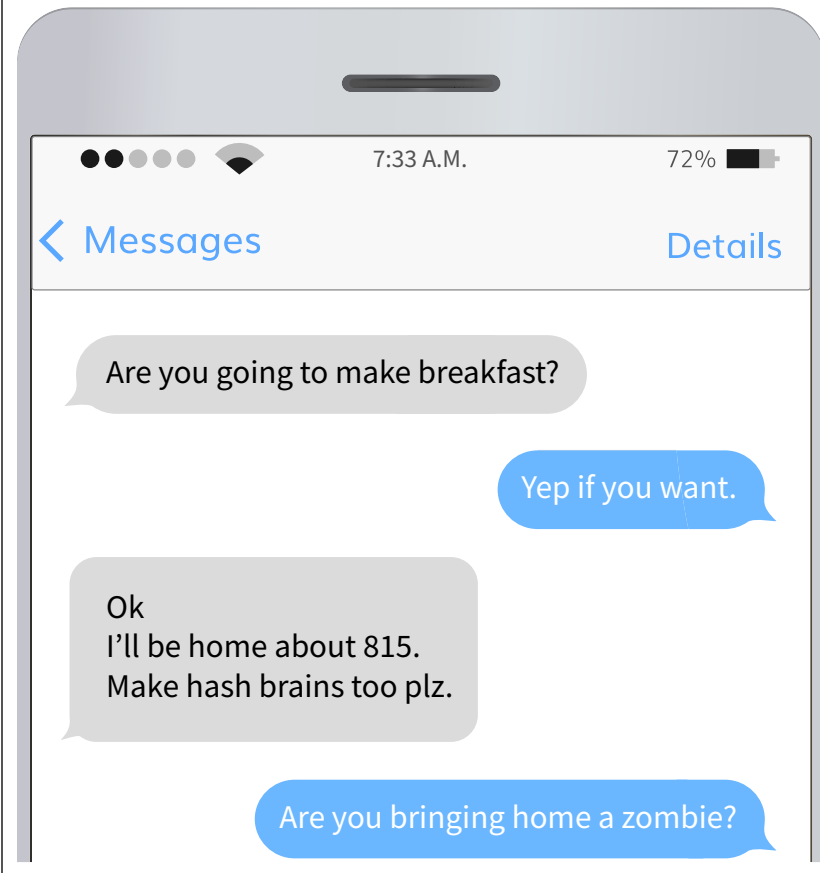 7:33 A.M.
72%
Messages
Details
Are you going to make breakfast?
Yep if you want.
Ok
I’ll be home about 815.
Make hash brains too plz.
Are you bringing home a zombie?